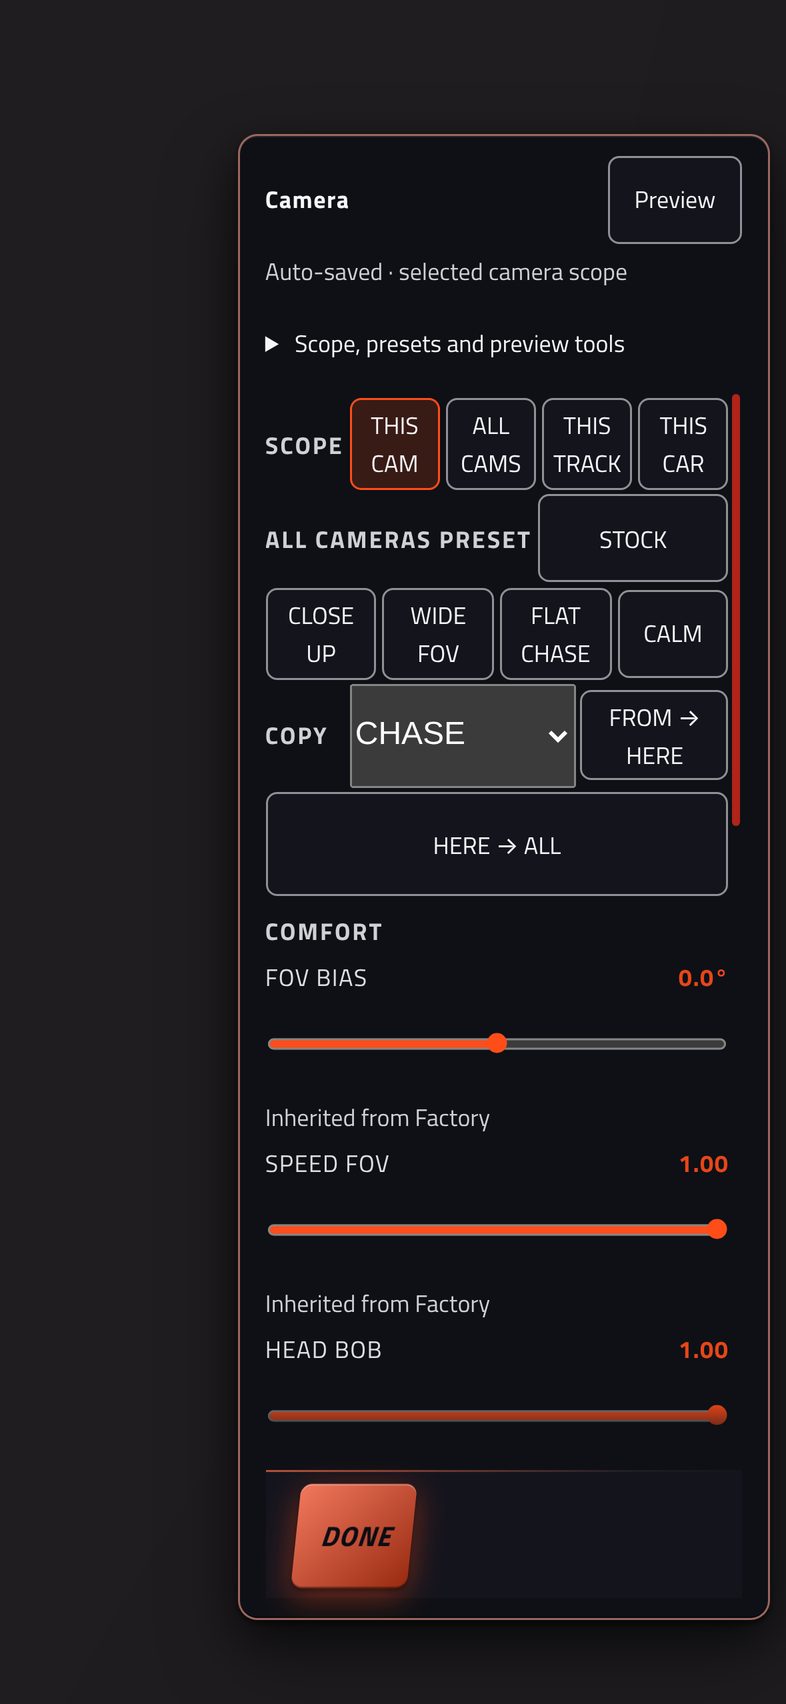 Camera
Preview
Auto-saved · selected camera scope
▶ Scope, presets and preview tools
SCOPE
THIS
CAM
ALL
CAMS
THIS
TRACK
THIS
CAR
ALL CAMERAS PRESET
STOCK
CLOSE
UP
WIDE
FOV
FLAT
CHASE
CALM
COPY
CHASE
FROM →
HERE
HERE → ALL
COMFORT
FOV BIAS 0.0°
Inherited from Factory
SPEED FOV 1.00
Inherited from Factory
HEAD BOB 1.00
DONE